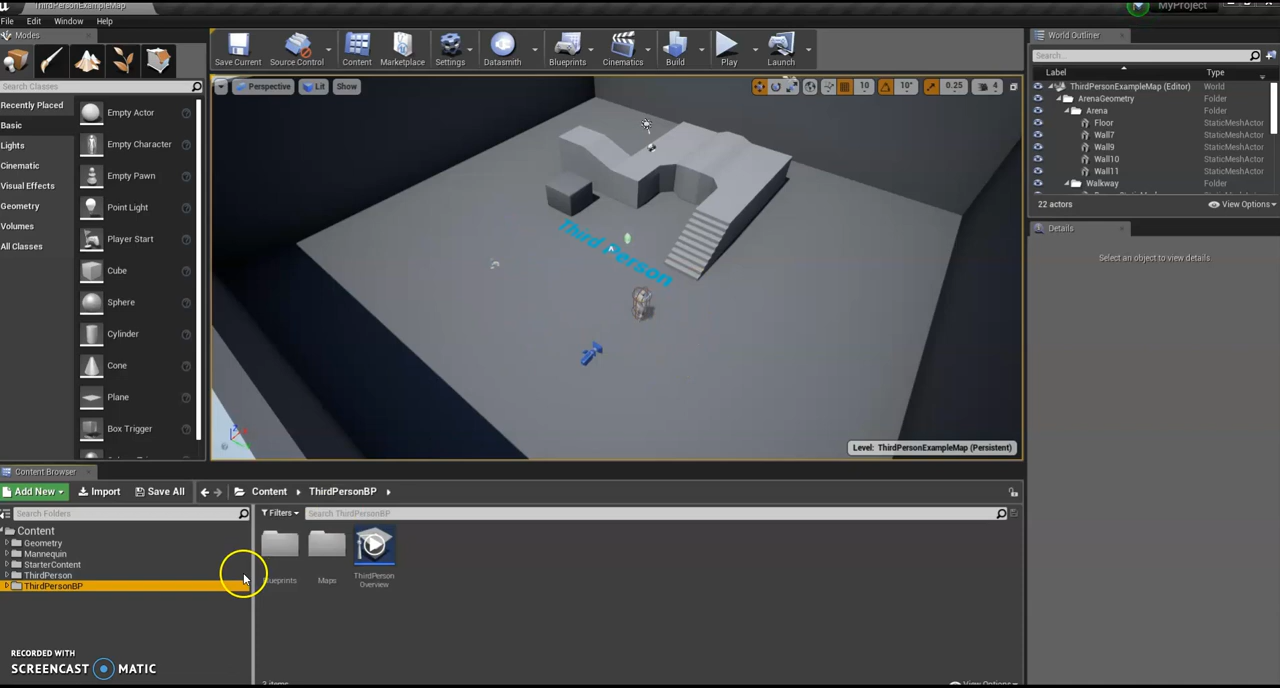 ThirdPersonExampleMap
MyProject
File Edit Window Help
Modes
Search Classes
Recently Placed
Basic
Lights
Cinematic
Visual Effects
Geometry
Volumes
All Classes
Empty Actor
Empty Character
Empty Pawn
Point Light
Player Start
Cube
Sphere
Cylinder
Cone
Plane
Box Trigger
Save Current
Source Control
Content
Marketplace
Settings
Datasmith
Blueprints
Cinematics
Build
Play
Launch
Perspective Lit Show
10 10° 0.25 4
Third Person
Level: ThirdPersonExampleMap (Persistent)
World Outliner
Search...
Label Type
ThirdPersonExampleMap (Editor) World
ArenaGeometry Folder
Arena Folder
Floor StaticMeshActor
Wall7 StaticMeshActor
Wall9 StaticMeshActor
Wall10 StaticMeshActor
Wall11 StaticMeshActor
Walkway Folder
22 actors View Options
Details
Select an object to view details
Content Browser
Add New Import Save All Content ThirdPersonBP
Search Folders
Content
Geometry
Mannequin
StarterContent
ThirdPerson
ThirdPersonBP
Filters Search ThirdPersonBP
Maps
ThirdPerson
Overview
View Options
RECORDED WITH
SCREENCAST MATIC